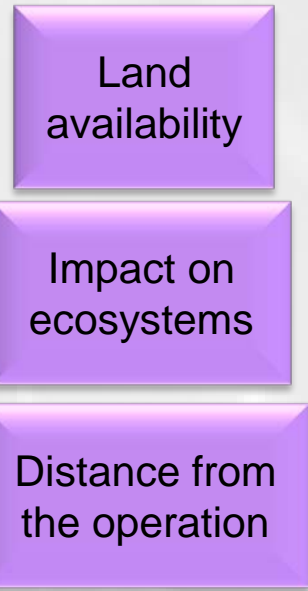 Land
availability
Impact on
ecosystems
Distance from
the operation